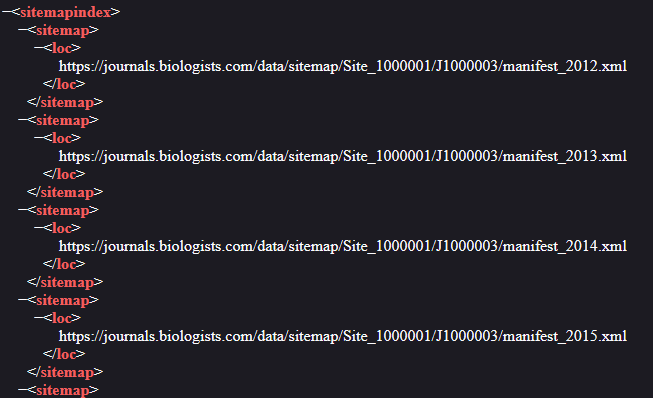 −<sitemapindex>
−<sitemap>
−<loc>
https://journals.biologists.com/data/sitemap/Site_1000001/J1000003/manifest_2012.xml
</loc>
</sitemap>
−<sitemap>
−<loc>
https://journals.biologists.com/data/sitemap/Site_1000001/J1000003/manifest_2013.xml
</loc>
</sitemap>
−<sitemap>
−<loc>
https://journals.biologists.com/data/sitemap/Site_1000001/J1000003/manifest_2014.xml
</loc>
</sitemap>
−<sitemap>
−<loc>
https://journals.biologists.com/data/sitemap/Site_1000001/J1000003/manifest_2015.xml
</loc>
</sitemap>
−<sitemap>